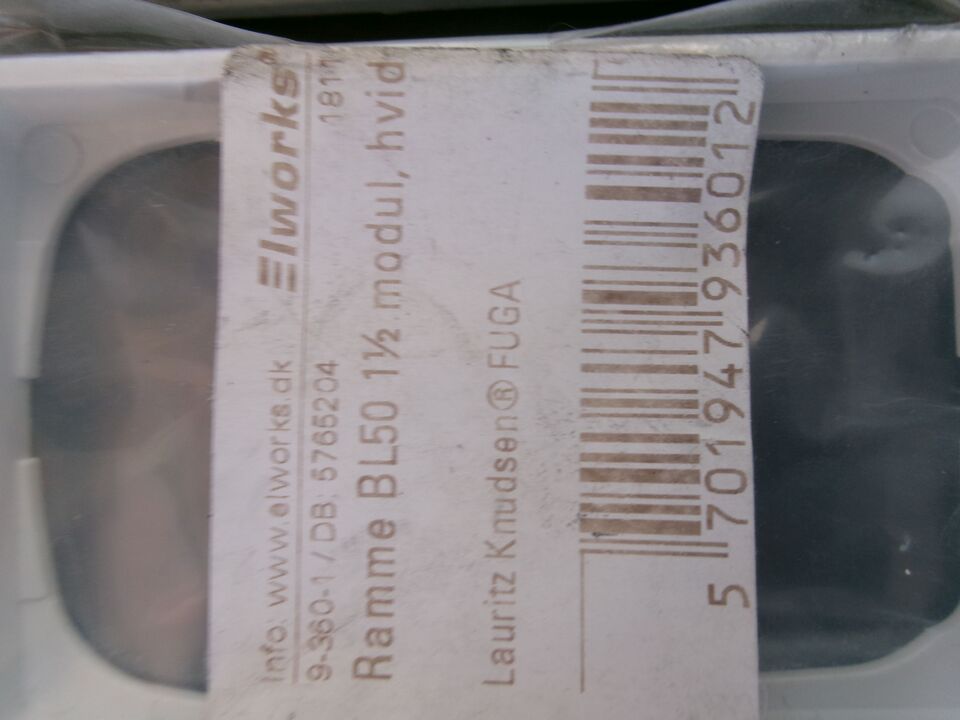 Elworks®
Info: www.elworks.dk
9-360-1 / DB: 5765204 1811
Ramme BL50 1½ modul, hvid
Lauritz Knudsen® FUGA
5 701947 936012